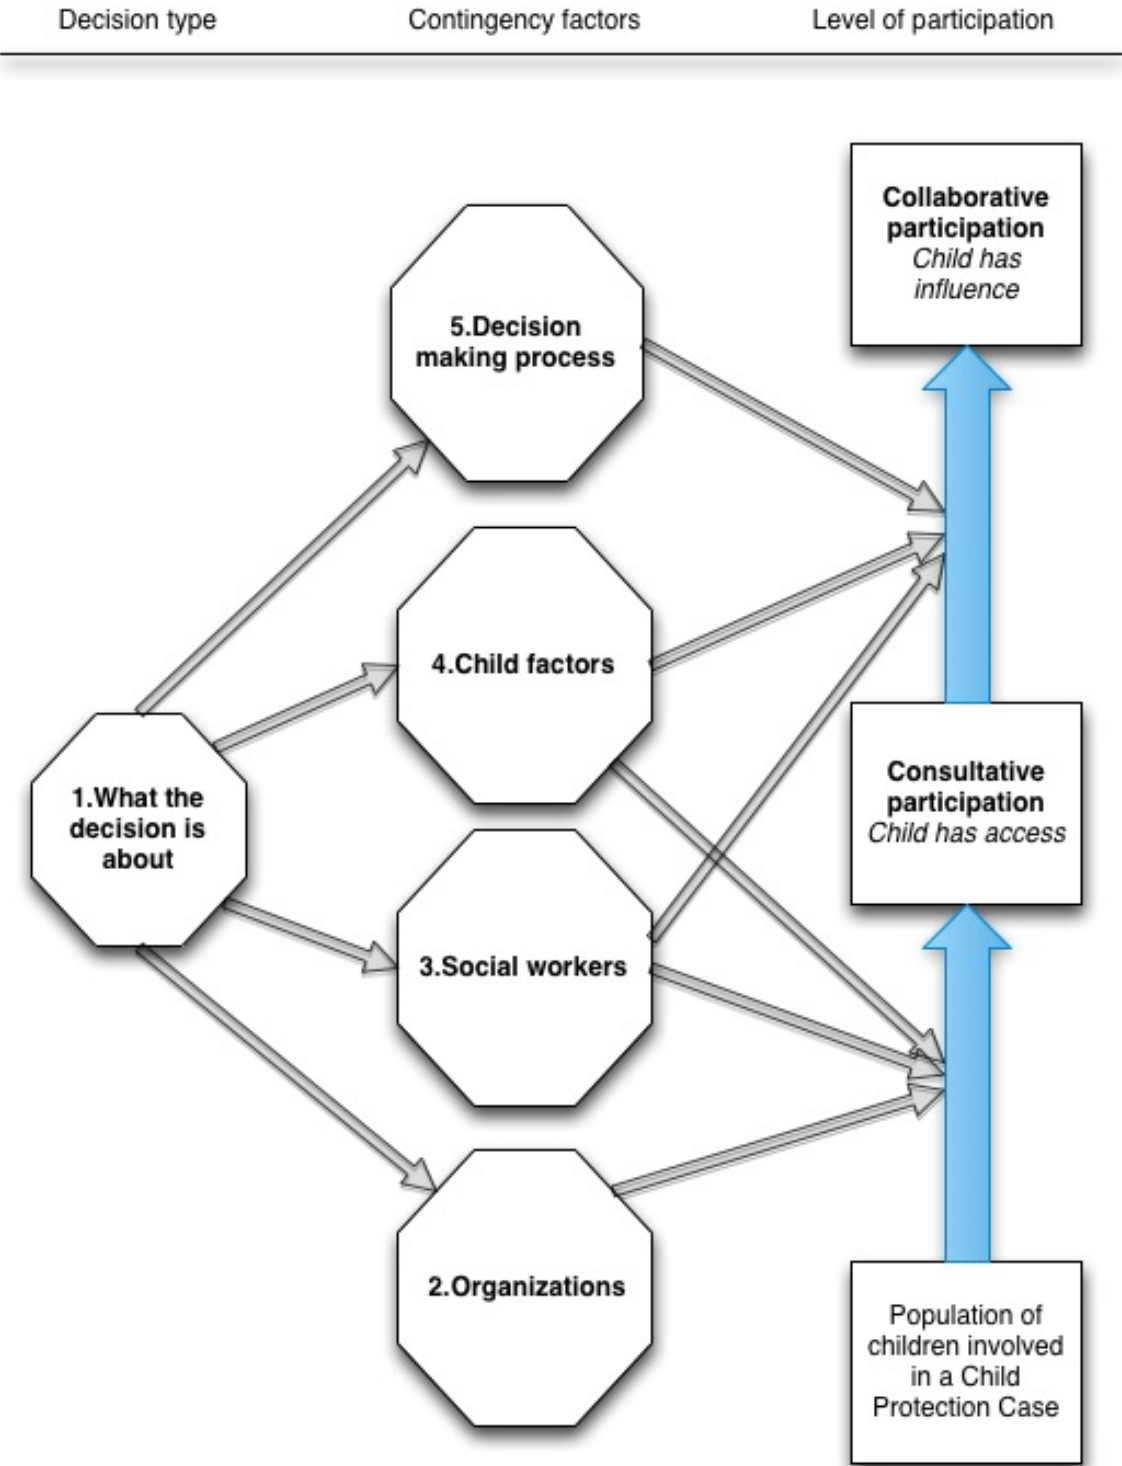 Decision type
Contingency factors
Level of participation
Collaborative
participation
Child has
influence
5.Decision
making process
4.Child factors
1.What the
decision is
about
Consultative
participation
Child has access
3.Social workers
2.Organizations
Population of
children involved
in a Child
Protection Case